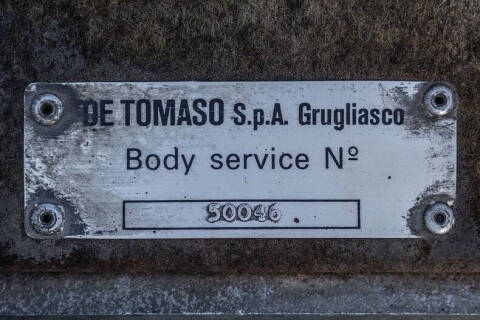 DE TOMASO S.p.A. Grugliasco
Body service Nº
50046